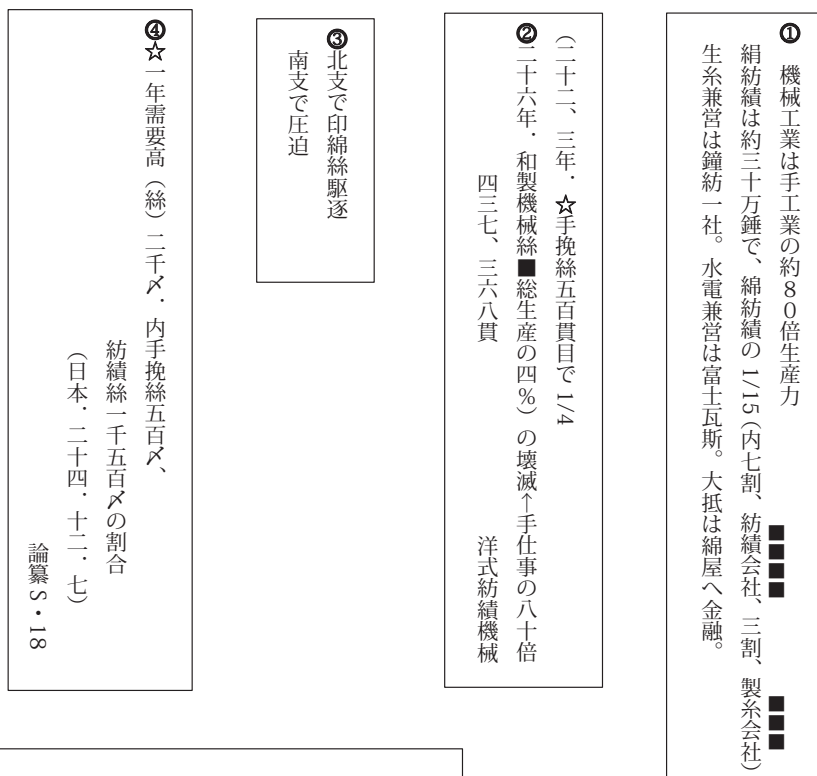 ❶ 機械工業は手工業の約80倍生産力 ■■■■ ■■■
絹紡績は約三十万錘で、綿紡績の 1/15(内七割、紡績会社、三割、製糸会社)
生糸兼営は鐘紡一社。水電兼営は富士瓦斯。大抵は綿屋へ金融。
(二十二、三年．☆手挽絲五百貫目で 1/4
❷二十六年．和製機械絲■総生産の四%)の壊滅↑手仕事の八十倍
四三七、三六八貫 洋式紡績機械
❸北支で印綿絲駆逐
南支で圧迫
❹☆一年需要高(絲)二千〆．内手挽絲五百〆、
紡績絲一千五百〆の割合
(日本．二十四．十二．七)
論纂 S・18